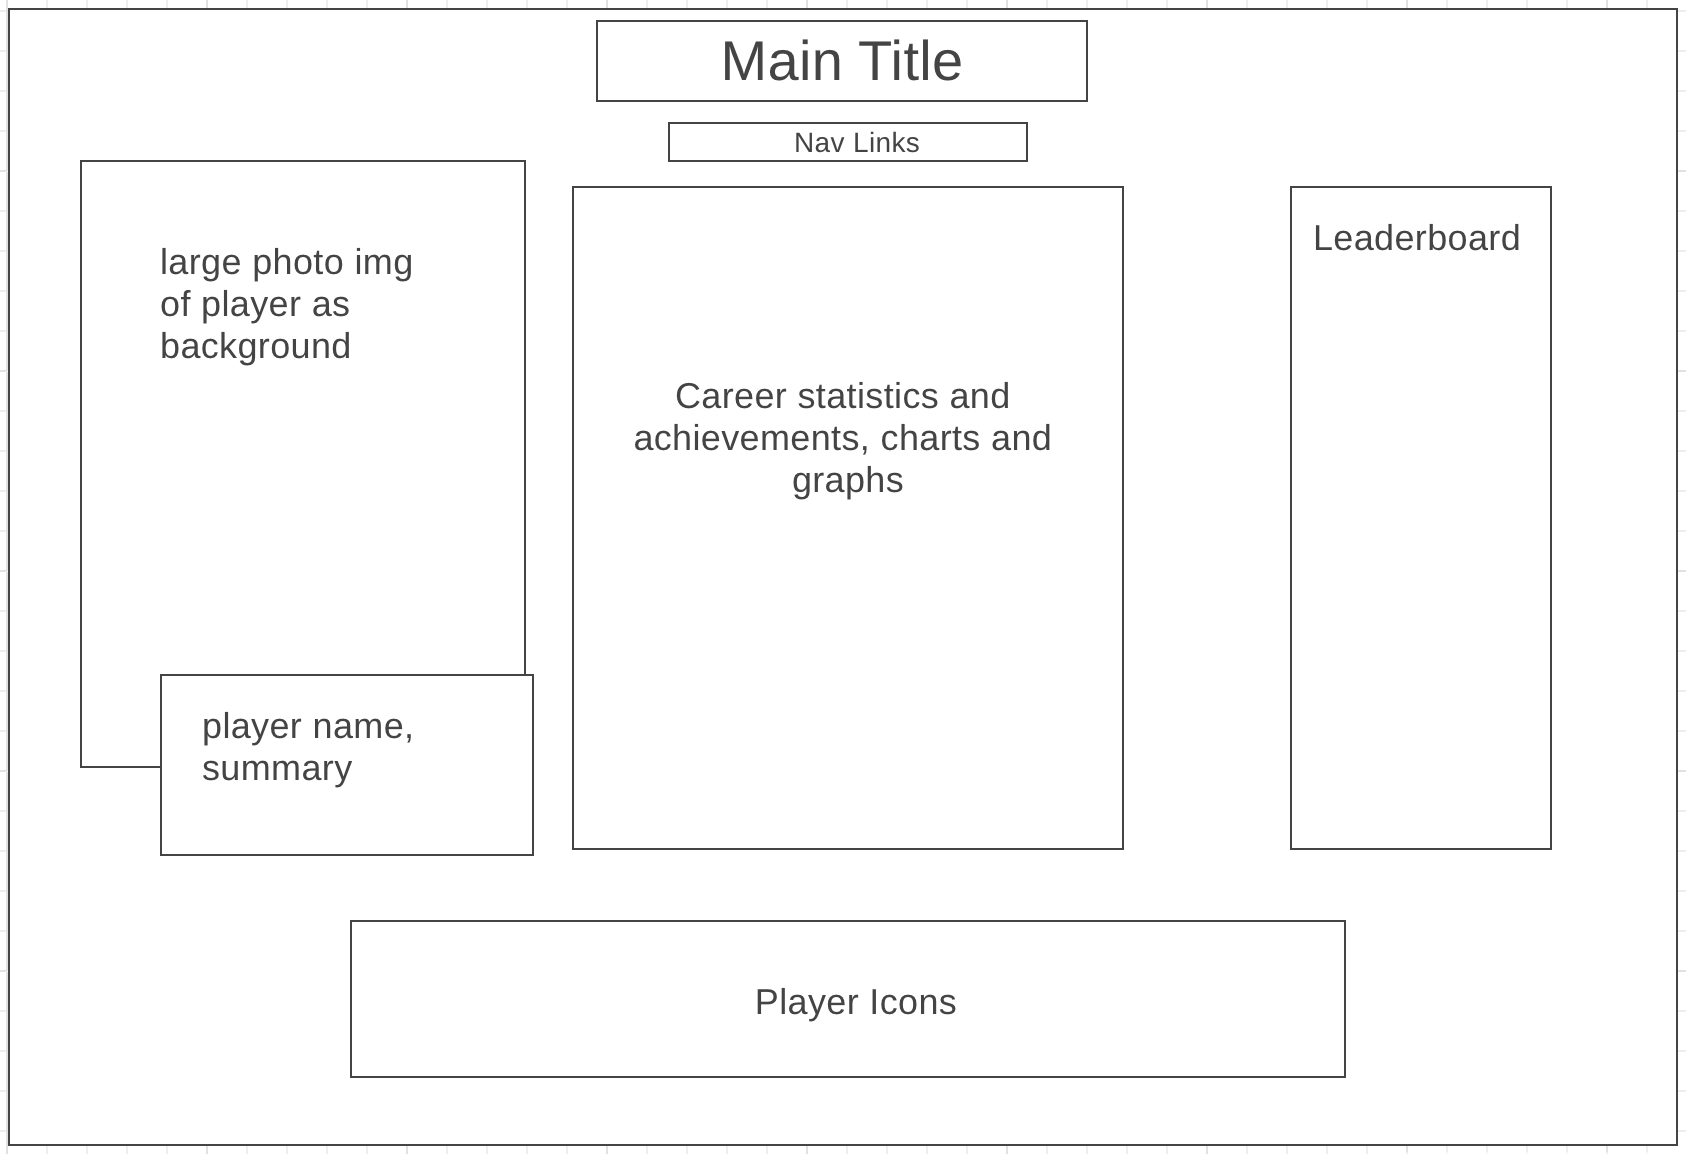 Main Title
Nav Links
large photo img
of player as
background
Career statistics and
achievements, charts and
graphs
Leaderboard
player name,
summary
Player Icons